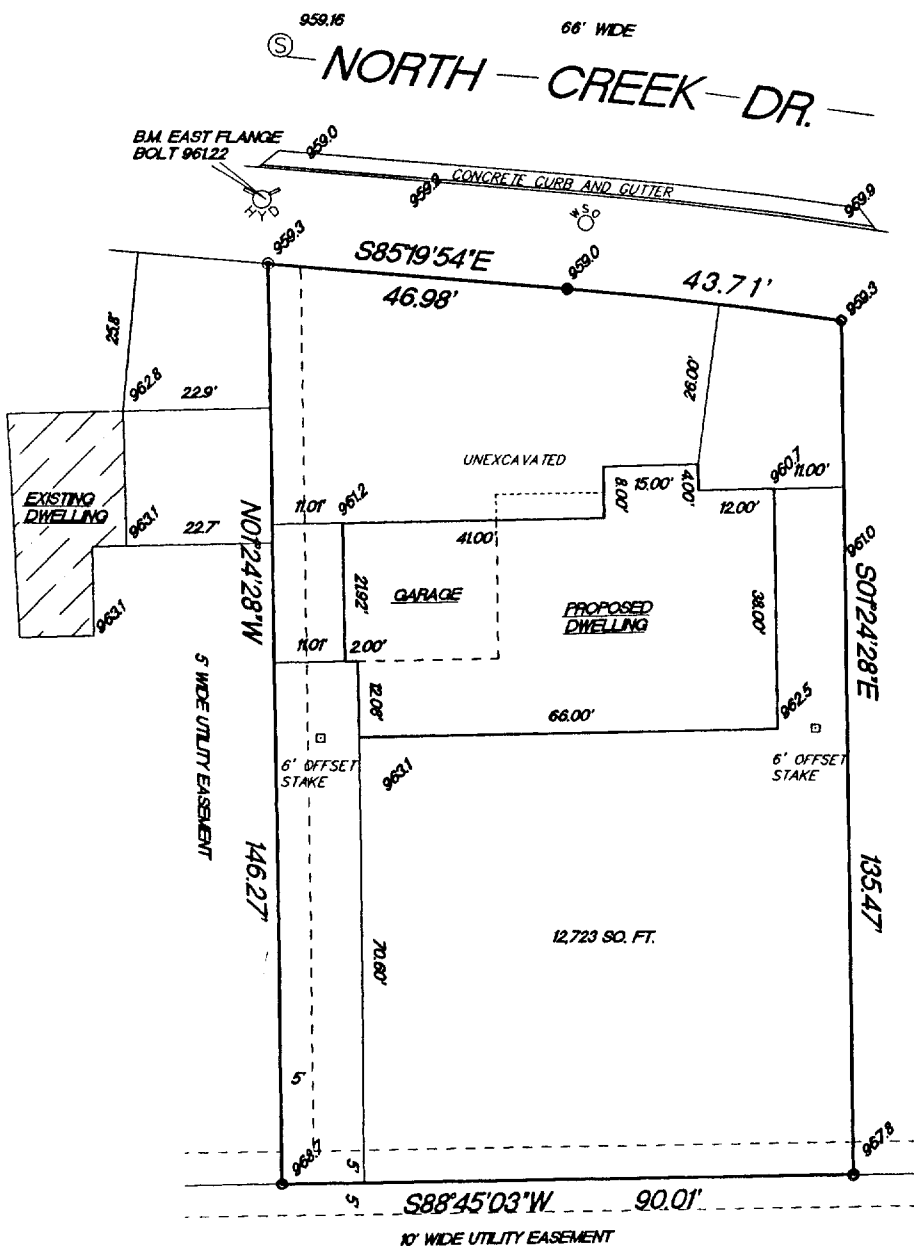 959.16
66' WIDE
S
NORTH CREEK DR.
B.M. EAST FLANGE
BOLT 961.22
HYD
959.0
959.9
CONCRETE CURB AND GUTTER
WSO
959.9
959.3
S85°19'54"E
46.98'
959.0
43.71'
959.3
25.8'
962.8
22.9'
26.00'
UNEXCAVATED
EXISTING
DWELLING
963.1
22.7'
963.1
N01°24'28"W
11.01'
961.2
41.00'
8.00'
15.00'
4.00'
12.00'
960.7
11.00'
961.0
S01°24'28"E
21.92'
GARAGE
PROPOSED
DWELLING
38.00'
11.01'
2.00'
12.08'
66.00'
962.5
5' WIDE UTILITY EASEMENT
6' OFFSET
STAKE
963.1
6' OFFSET
STAKE
146.27'
135.47'
12,723 SQ. FT.
70.60'
5'
968.7
5'
5'
967.8
S88°45'03"W
90.01'
10' WIDE UTILITY EASEMENT